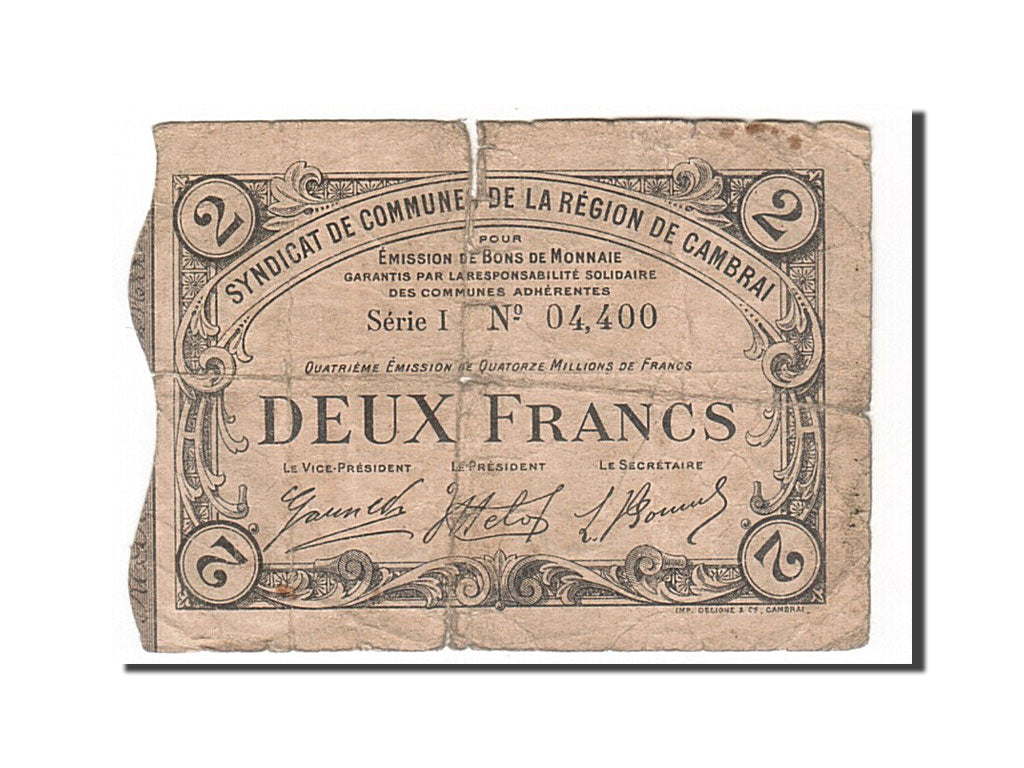 2 2
SYNDICAT DE COMMUNES DE LA RÉGION DE CAMBRAI
POUR
ÉMISSION DE BONS DE MONNAIE
GARANTIS PAR LA RESPONSABILITÉ SOLIDAIRE
DES COMMUNES ADHÉRENTES
Série I Nº 04,400
QUATRIÈME ÉMISSION DE QUATORZE MILLIONS DE FRANCS
DEUX FRANCS
LE VICE-PRÉSIDENT LE PRÉSIDENT LE SECRÉTAIRE
2 2
IMP. DELIGNE & Cº, CAMBRAI